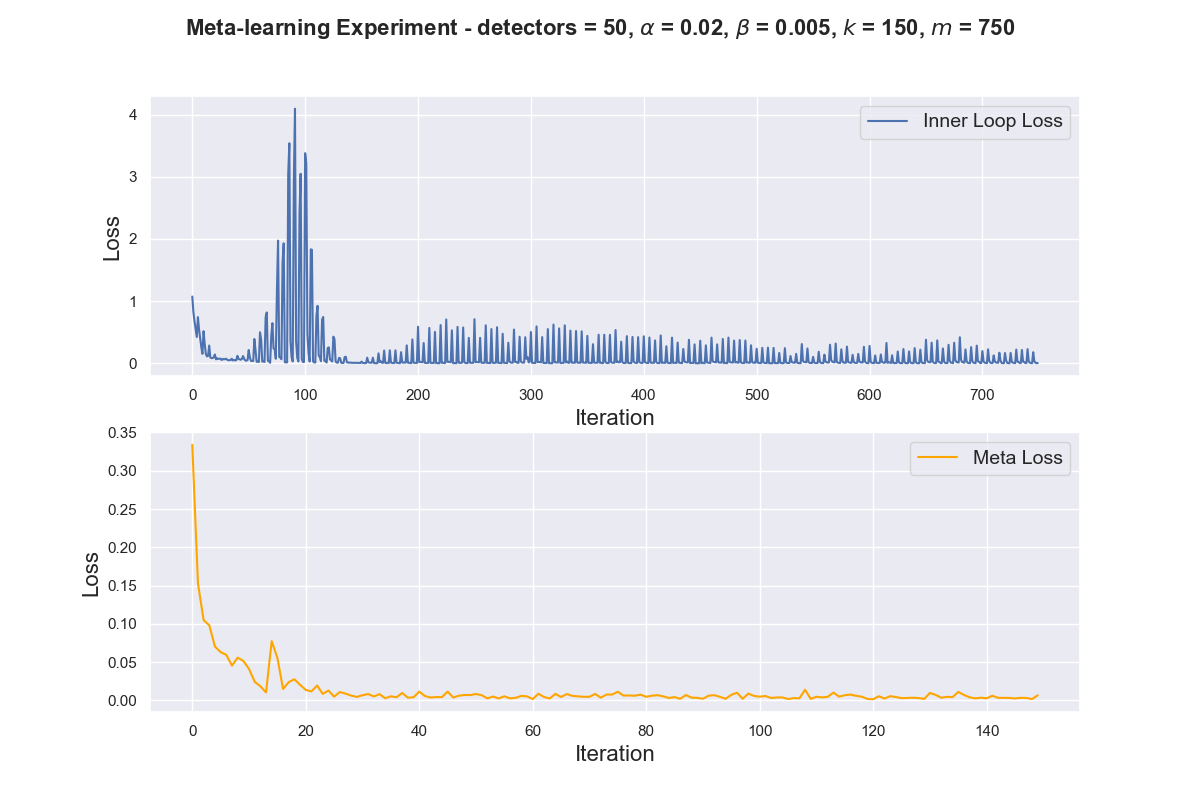 Meta-learning Experiment - detectors = 50, α = 0.02, β = 0.005, k = 150, m = 750
Inner Loop Loss
Loss
4
3
2
1
0
0 100 200 300 400 500 600 700
Iteration
Meta Loss
Loss
0.35
0.30
0.25
0.20
0.15
0.10
0.05
0.00
0 20 40 60 80 100 120 140
Iteration